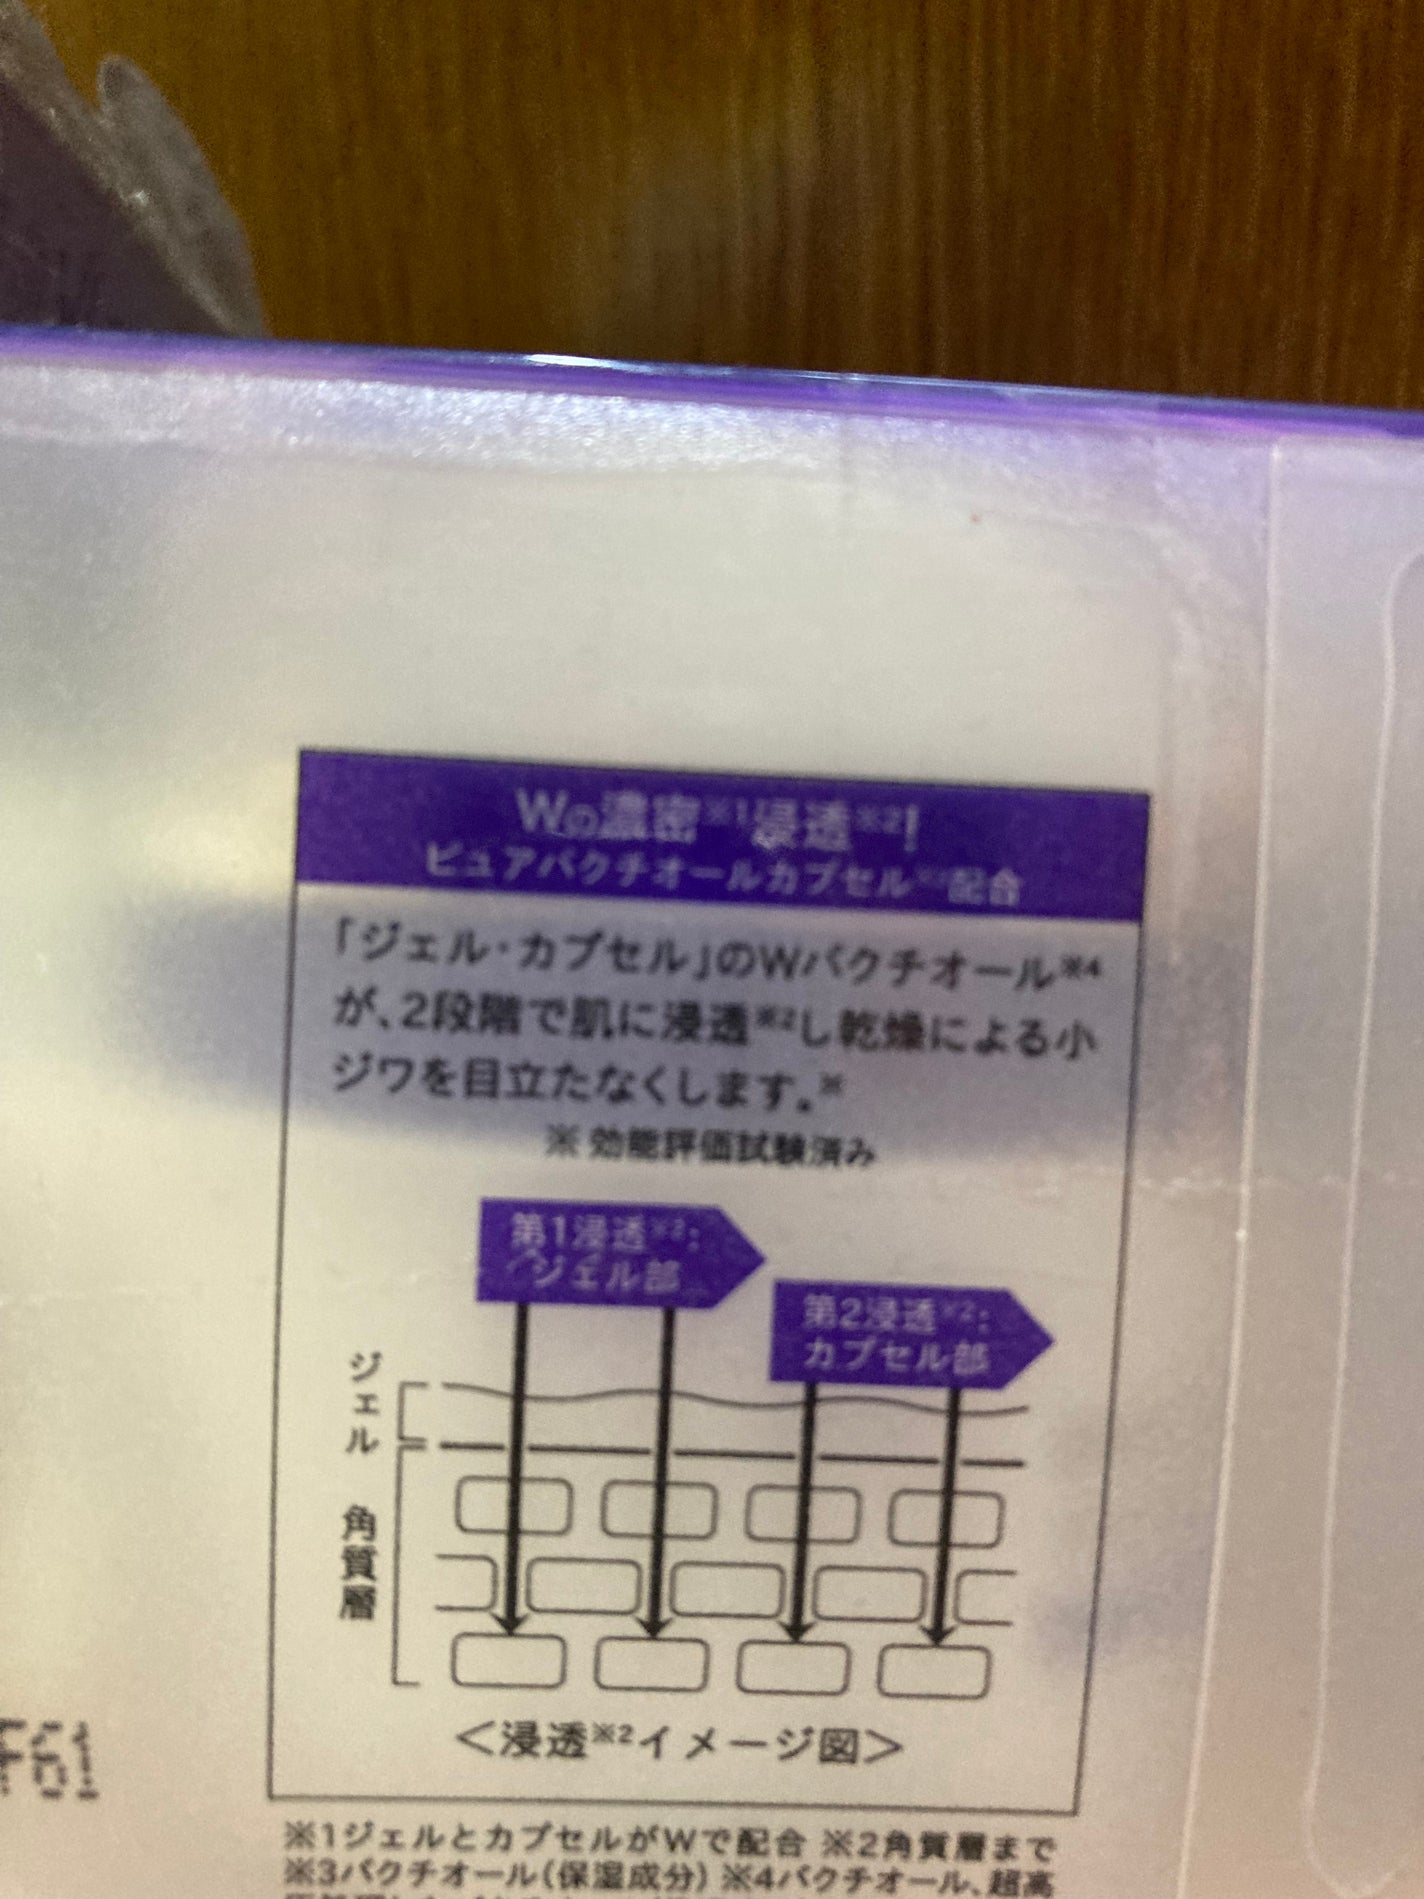 Wの濃密※1浸透※2!
ピュアバクチオールカプセル※3配合
「ジェル・カプセル」のWバクチオール※4
が、2段階で肌に浸透※2し乾燥による小
ジワを目立たなくします。※
※ 効能評価試験済み
第1浸透※2:
ジェル部
第2浸透※2:
カプセル部
ジェル
角質層
<浸透※2イメージ図>
F61
※1ジェルとカプセルがWで配合 ※2角質層まで
※3バクチオール(保湿成分) ※4バクチオール、超高